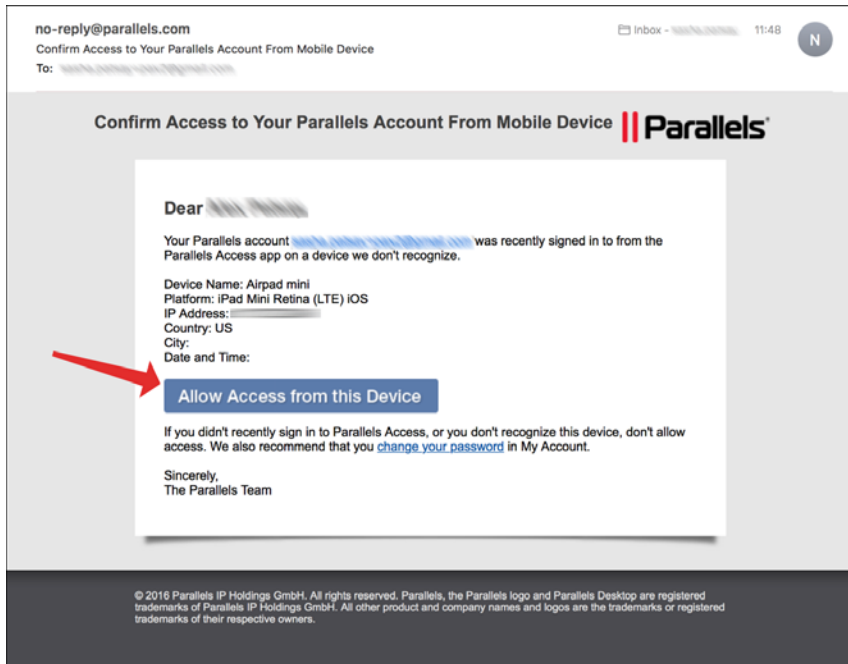 no-reply@parallels.com
Inbox -
11:48
N
Confirm Access to Your Parallels Account From Mobile Device
To:
Confirm Access to Your Parallels Account From Mobile Device
Parallels®
Dear
Your Parallels account was recently signed in to from the
Parallels Access app on a device we don't recognize.
Device Name: Airpad mini
Platform: iPad Mini Retina (LTE) iOS
IP Address:
Country: US
City:
Date and Time:
Allow Access from this Device
If you didn't recently sign in to Parallels Access, or you don't recognize this device, don't allow
access. We also recommend that you change your password in My Account.
Sincerely,
The Parallels Team
© 2016 Parallels IP Holdings GmbH. All rights reserved. Parallels, the Parallels logo and Parallels Desktop are registered
trademarks of Parallels IP Holdings GmbH. All other product and company names and logos are the trademarks or registered
trademarks of their respective owners.